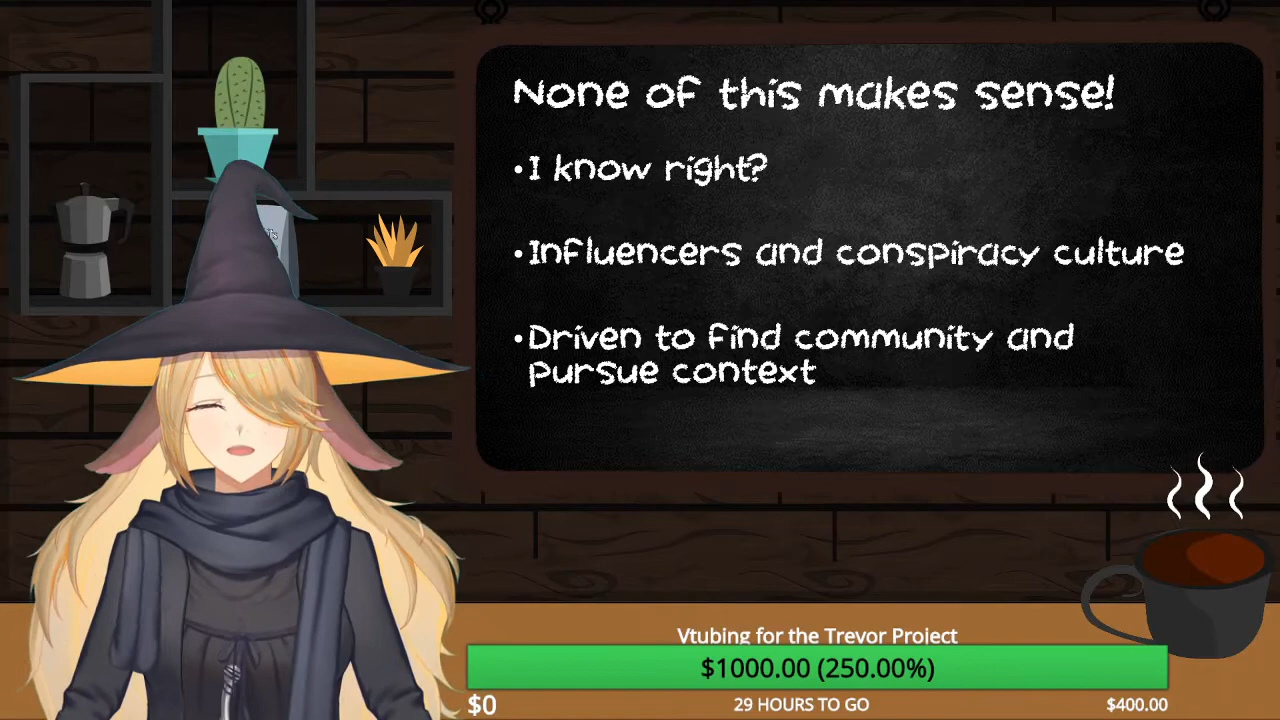 None of this makes sense!
•I know right?
•Influencers and conspiracy culture
•Driven to find community and
pursue context
Vtubing for the Trevor Project
$1000.00 (250.00%)
$0
29 HOURS TO GO
$400.00